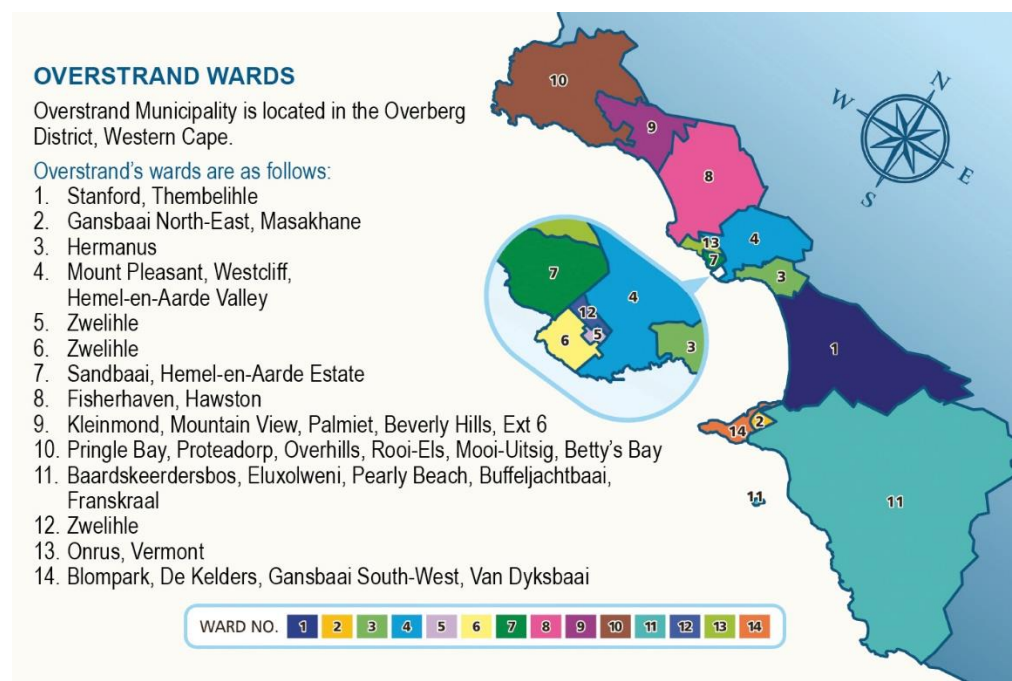 OVERSTRAND WARDS
Overstrand Municipality is located in the Overberg
District, Western Cape.
Overstrand's wards are as follows:
1. Stanford, Thembelihle
2. Gansbaai North-East, Masakhane
3. Hermanus
4. Mount Pleasant, Westcliff,
Hemel-en-Aarde Valley
5. Zwelihle
6. Zwelihle
7. Sandbaai, Hemel-en-Aarde Estate
8. Fisherhaven, Hawston
9. Kleinmond, Mountain View, Palmiet, Beverly Hills, Ext 6
10. Pringle Bay, Proteadorp, Overhills, Rooi-Els, Mooi-Uitsig, Betty's Bay
11. Baardskeerdersbos, Eluxolweni, Pearly Beach, Buffeljachtbaai,
Franskraal
12. Zwelihle
13. Onrus, Vermont
14. Blompark, De Kelders, Gansbaai South-West, Van Dyksbaai
10
9
8
13
4
7
3
1
2
14
11
11
7
4
12
5
6
3
N
W
E
S
WARD NO. 1 2 3 4 5 6 7 8 9 10 11 12 13 14